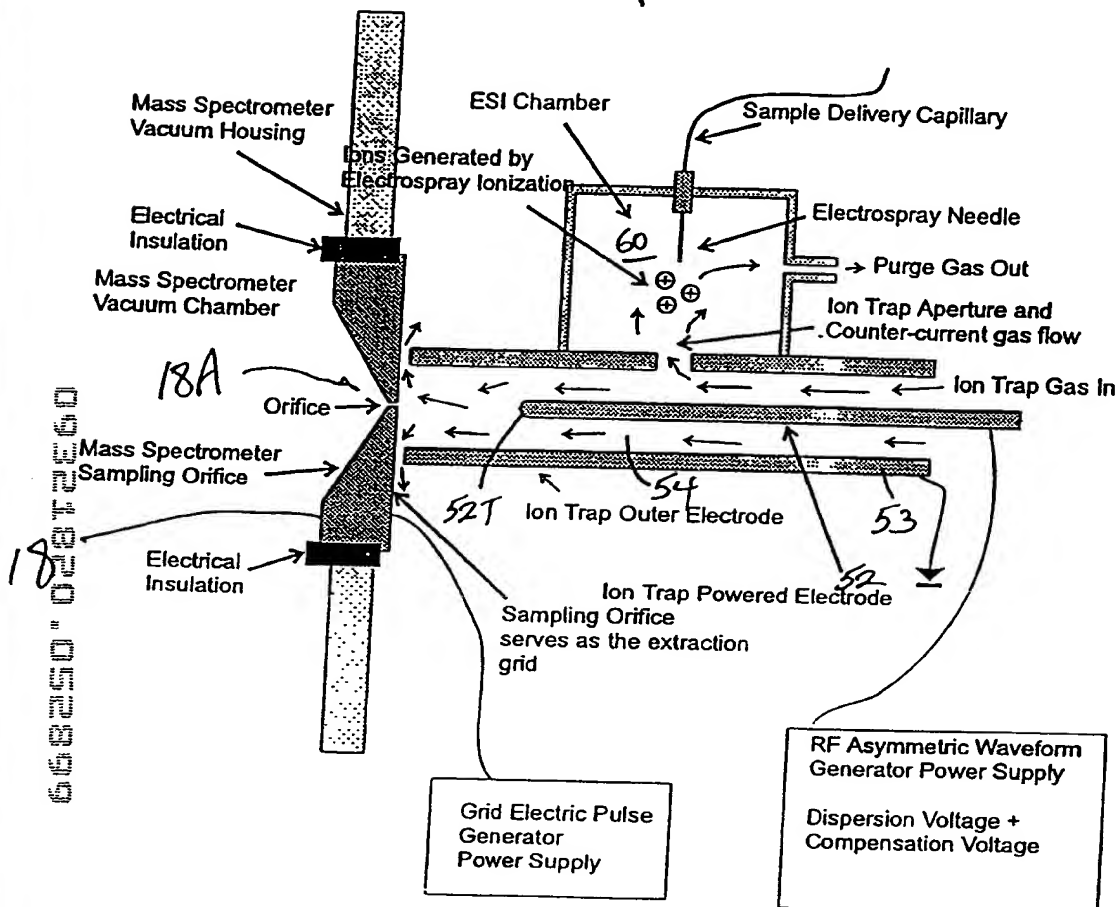 Mass Spectrometer
Vacuum Housing
ESI Chamber
Sample Delivery Capillary
Ions Generated by
Electrospray Ionization
Electrical
Insulation
60
Electrospray Needle
Purge Gas Out
Mass Spectrometer
Vacuum Chamber
Ion Trap Aperture and
.Counter-current gas flow
18A
Orifice
Ion Trap Gas In
Mass Spectrometer
Sampling Orifice
52T
54
Ion Trap Outer Electrode
53
18
Electrical
Insulation
52
Ion Trap Powered Electrode
Sampling Orifice
serves as the extraction
grid
Grid Electric Pulse
Generator
Power Supply
RF Asymmetric Waveform
Generator Power Supply
Dispersion Voltage +
Compensation Voltage
09321820.052899